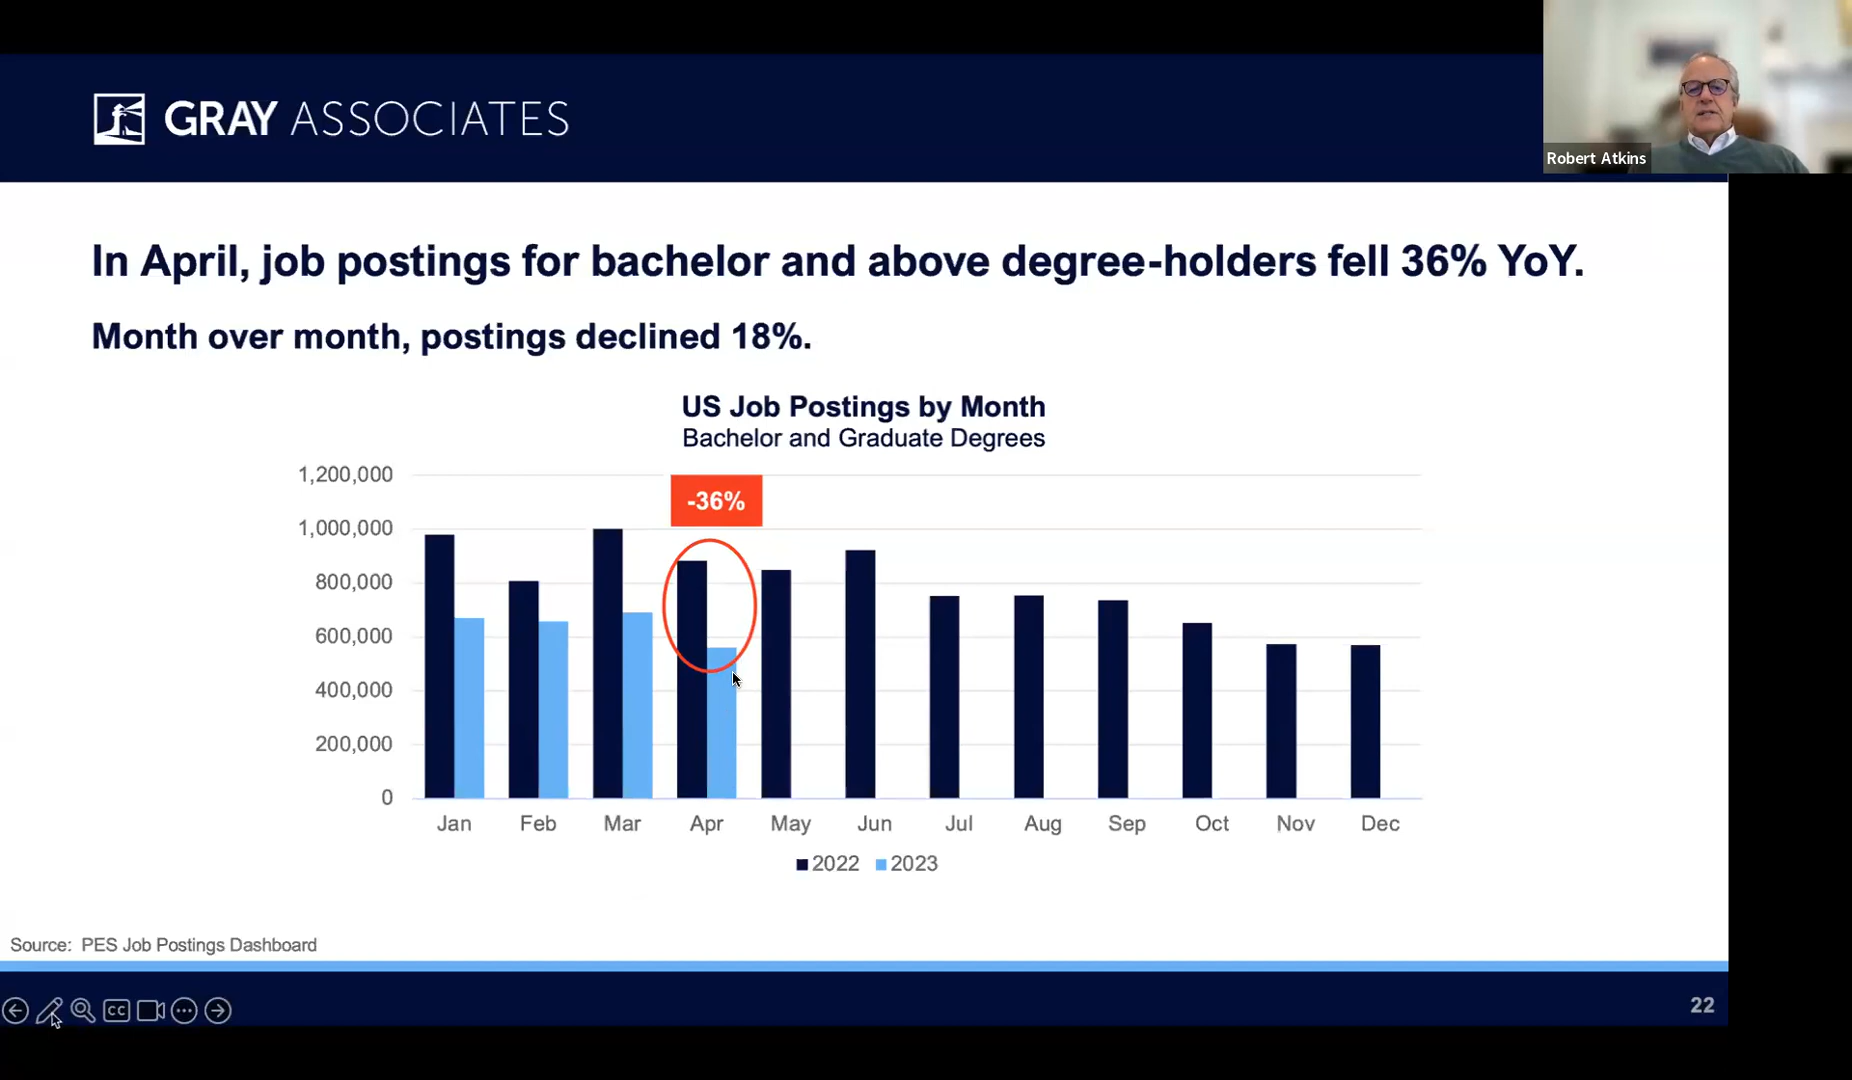 GRAY ASSOCIATES
Robert Atkins
In April, job postings for bachelor and above degree-holders fell 36% YoY.
Month over month, postings declined 18%.
US Job Postings by Month
Bachelor and Graduate Degrees
1,200,000
-36%
1,000,000
800,000
600,000
400,000
200,000
0
Jan Feb Mar Apr May Jun Jul Aug Sep Oct Nov Dec
2022 2023
Source: PES Job Postings Dashboard
CC
22